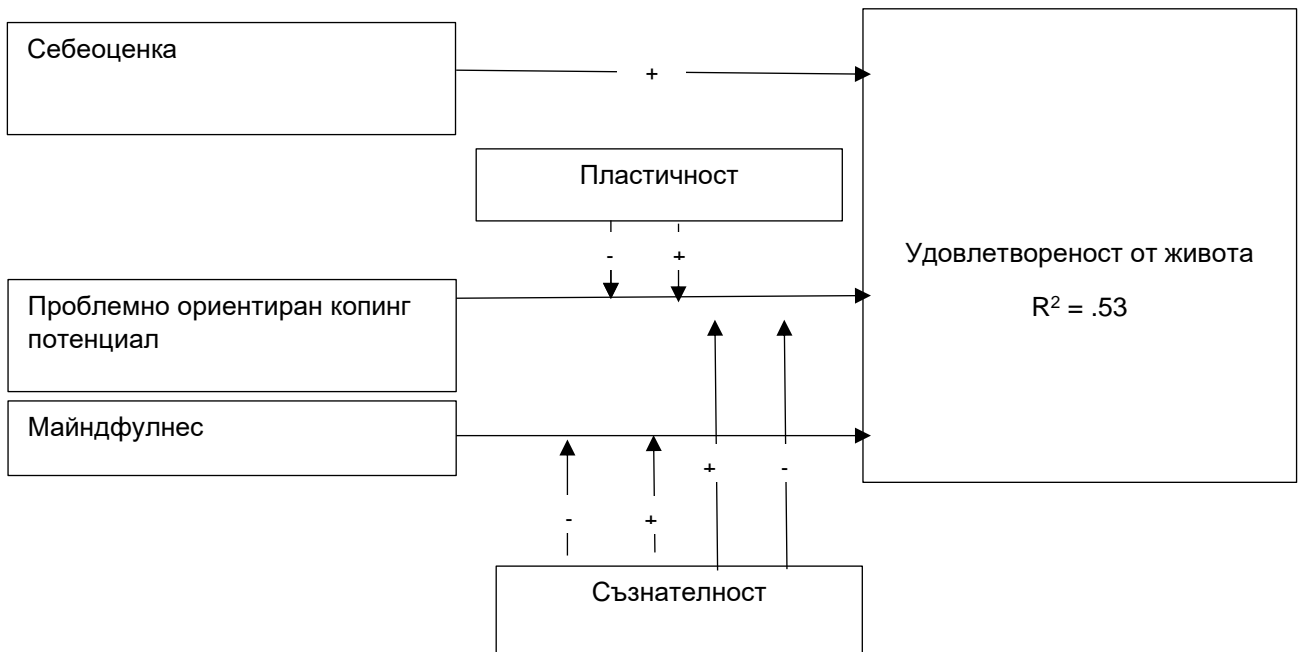 Себеоценка
+
Пластичност
- +
Удовлетвореност от живота
R² = .53
Проблемно ориентиран копинг
потенциал
Майндфулнес
+ -
- +
Съзнателност